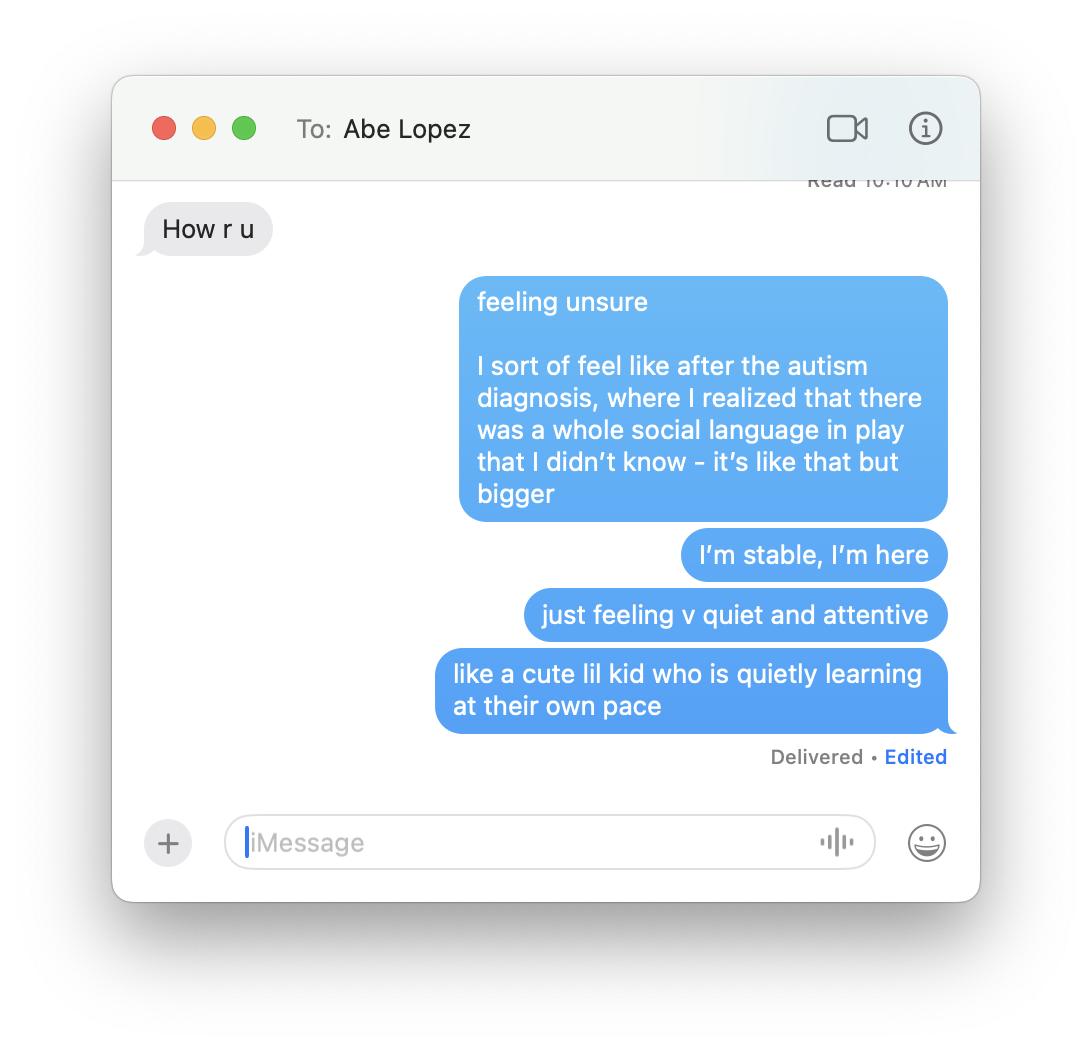 To: Abe Lopez
Read 10:10 AM
How r u
feeling unsure
I sort of feel like after the autism
diagnosis, where I realized that there
was a whole social language in play
that I didn’t know - it’s like that but
bigger
I’m stable, I’m here
just feeling v quiet and attentive
like a cute lil kid who is quietly learning
at their own pace
Delivered • Edited
iMessage